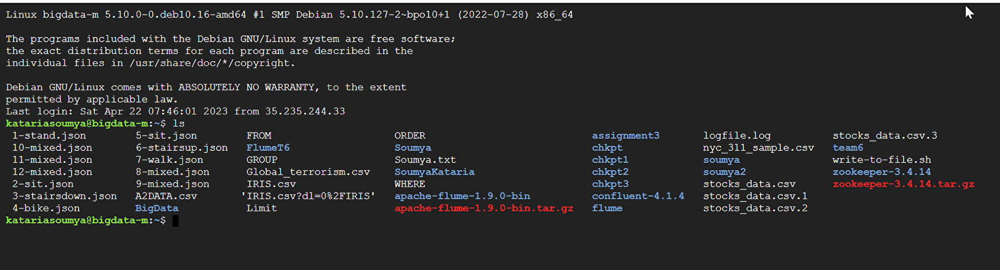 Linux bigdata-m 5.10.0-0.deb10.16-amd64 #1 SMP Debian 5.10.127-2~bpo10+1 (2022-07-28) x86_64
The programs included with the Debian GNU/Linux system are free software;
the exact distribution terms for each program are described in the
individual files in /usr/share/doc/*/copyright.
Debian GNU/Linux comes with ABSOLUTELY NO WARRANTY, to the extent
permitted by applicable law.
Last login: Sat Apr 22 07:46:01 2023 from 35.235.244.33
katariasoumya@bigdata-m:~$ ls
1-stand.json 5-sit.json FROM ORDER assignment3 logfile.log stocks_data.csv.3
10-mixed.json 6-stairsup.json FlumeT6 Soumya chkpt nyc_311_sample.csv team6
11-mixed.json 7-walk.json GROUP Soumya.txt chkpt1 soumya write-to-file.sh
12-mixed.json 8-mixed.json Global_terrorism.csv SoumyaKataria chkpt2 soumya2 zookeeper-3.4.14
2-sit.json 9-mixed.json IRIS.csv WHERE chkpt3 stocks_data.csv zookeeper-3.4.14.tar.gz
3-stairsdown.json A2DATA.csv 'IRIS.csv?dl=0%2FIRIS' apache-flume-1.9.0-bin confluent-4.1.4 stocks_data.csv.1
4-bike.json BigData Limit apache-flume-1.9.0-bin.tar.gz flume stocks_data.csv.2
katariasoumya@bigdata-m:~$